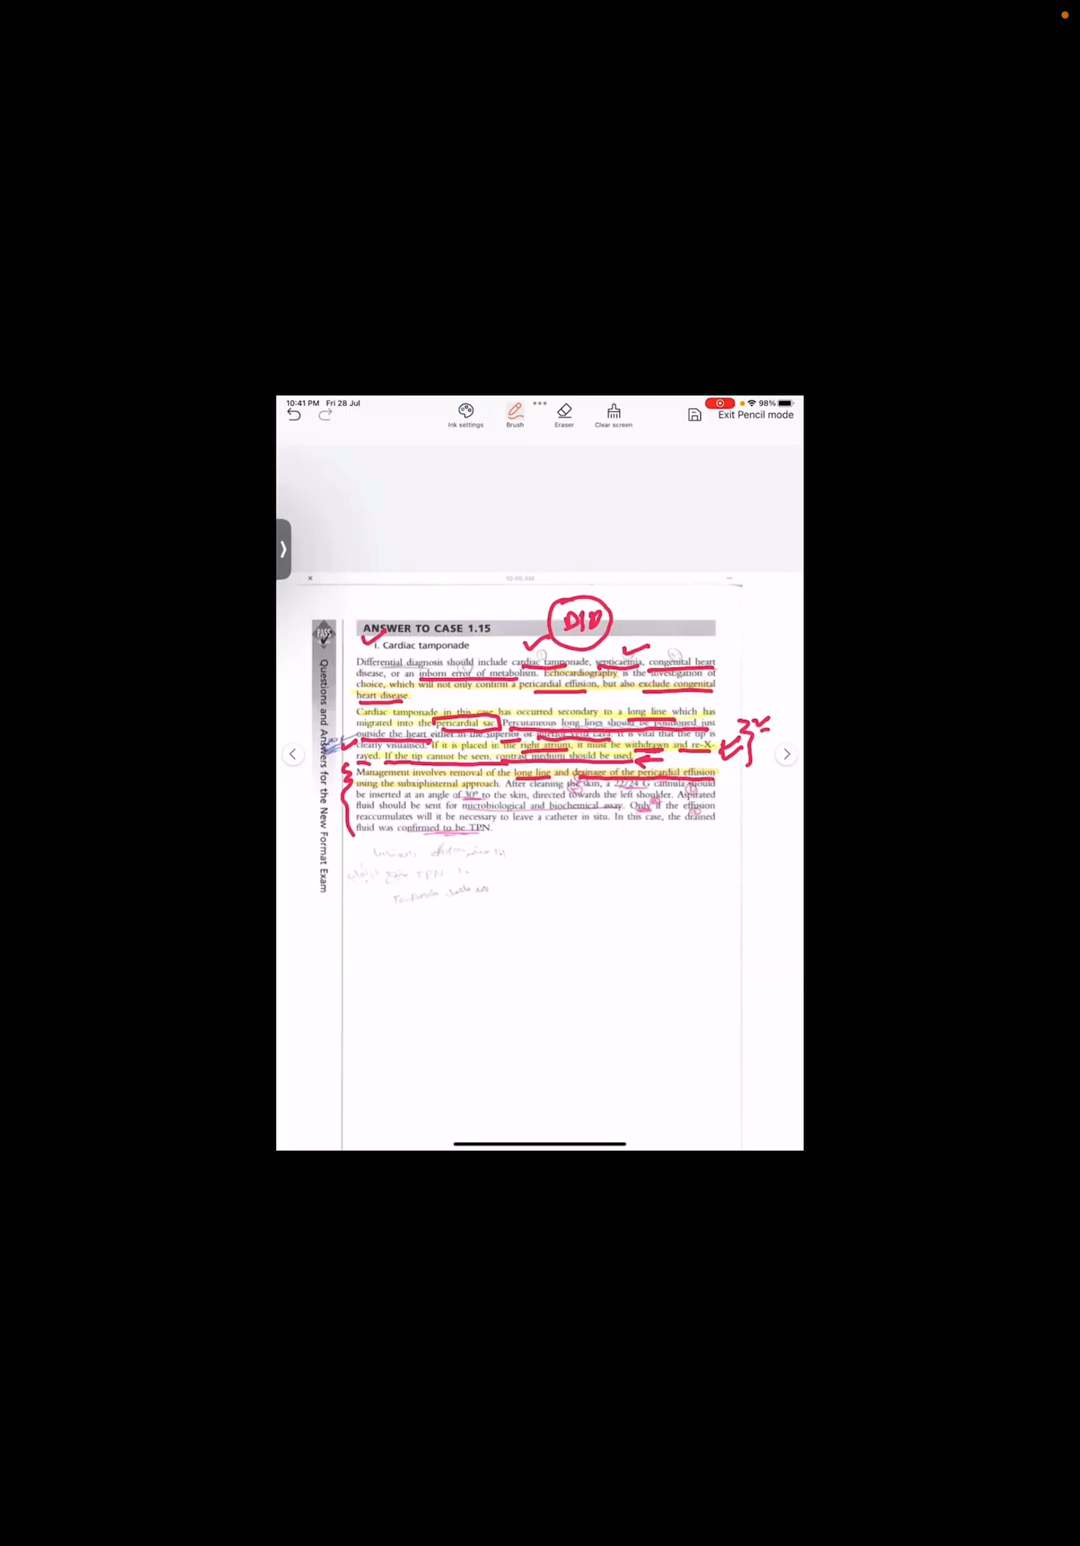 10:41 PM Fri 28 Jul
98%
Ink settings
Brush
Eraser
Clear screen
Exit Pencil mode
10:06 AM
D/D
ANSWER TO CASE 1.15
i. Cardiac tamponade
Differential diagnosis should include cardiac tamponade, septicaemia, congenital heart
disease, or an inborn error of metabolism. Echocardiography is the investigation of
choice, which will not only confirm a pericardial effusion, but also exclude congenital
heart disease.
Cardiac tamponade in this case has occurred secondary to a long line which has
migrated into the pericardial sac. Percutaneous long lines should be positioned just
outside the heart either in the superior or inferior vena cava. It is vital that the tip is
clearly visualised. If it is placed in the right atrium, it must be withdrawn and re-X-
rayed. If the tip cannot be seen, contrast medium should be used.
Management involves removal of the long line and drainage of the pericardial effusion
using the subxiphisternal approach. After cleaning the skin, a 22/24 G cannula should
be inserted at an angle of 30° to the skin, directed towards the left shoulder. Aspirated
fluid should be sent for microbiological and biochemical assay. Only if the effusion
reaccumulates will it be necessary to leave a catheter in situ. In this case, the drained
fluid was confirmed to be TPN.
TPN
PASS
Questions and Answers for the New Format Exam